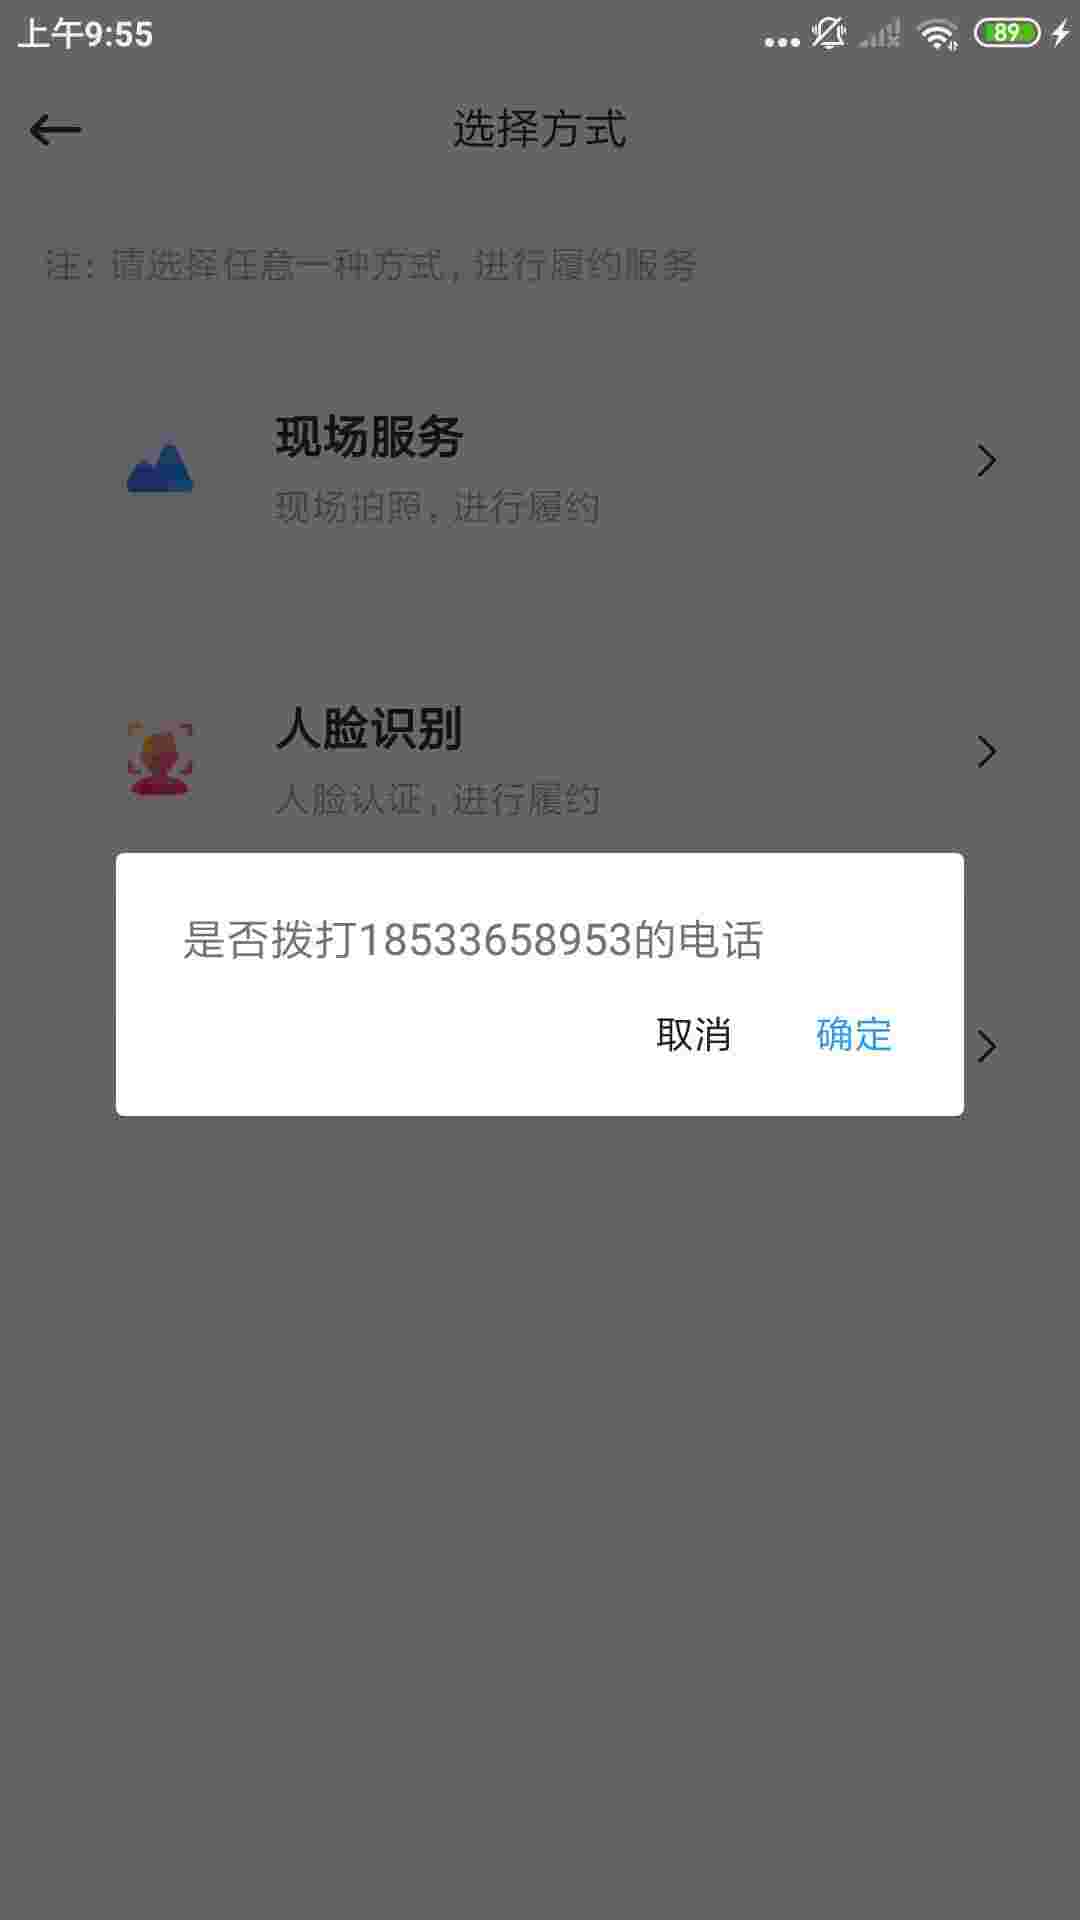 上午9:55
89
选择方式
注：请选择任意一种方式，进行履约服务
现场服务
现场拍照，进行履约
人脸识别
人脸认证，进行履约
是否拨打18533658953的电话
取消
确定